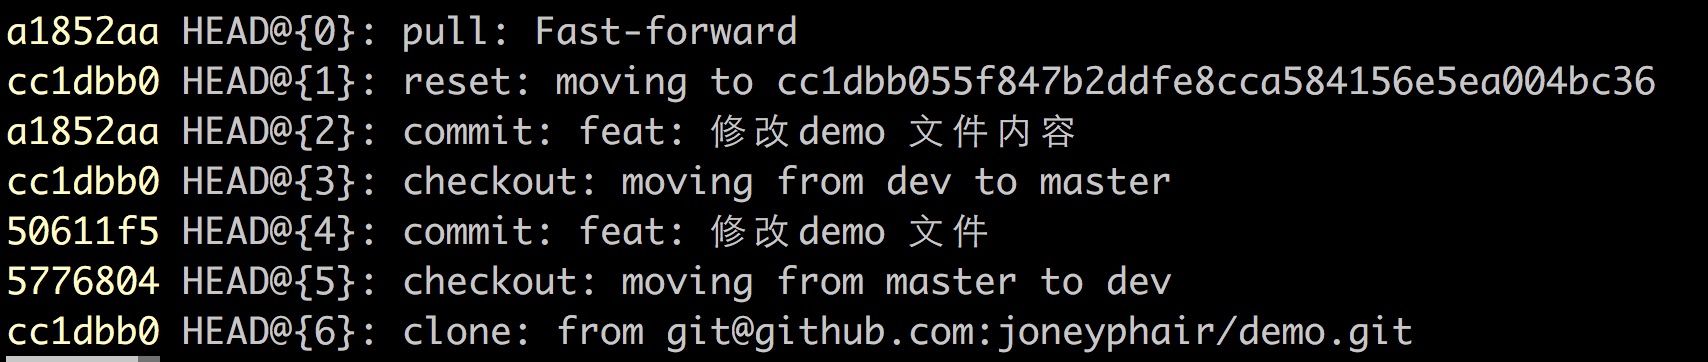 a1852aa HEAD@{0}: pull: Fast-forward
cc1dbb0 HEAD@{1}: reset: moving to cc1dbb055f847b2ddfe8cca584156e5ea004bc36
a1852aa HEAD@{2}: commit: feat: 修改demo 文件内容
cc1dbb0 HEAD@{3}: checkout: moving from dev to master
50611f5 HEAD@{4}: commit: feat: 修改demo 文件
5776804 HEAD@{5}: checkout: moving from master to dev
cc1dbb0 HEAD@{6}: clone: from git@github.com:joneyphair/demo.git